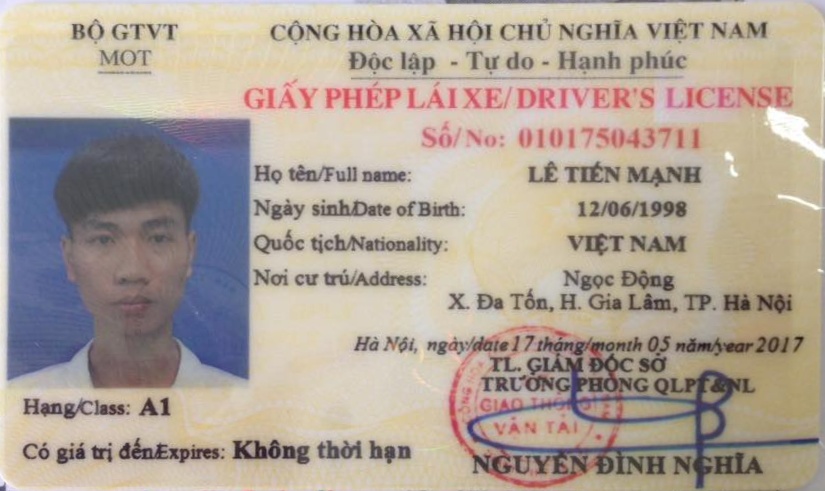 BỘ GTVT
MOT
CỘNG HÒA XÃ HỘI CHỦ NGHĨA VIỆT NAM
Độc lập - Tự do - Hạnh phúc
GIẤY PHÉP LÁI XE/ DRIVER'S LICENSE
Số/No: 010175043711
Họ tên/Full name: LÊ TIẾN MẠNH
Ngày sinh/Date of Birth: 12/06/1998
Quốc tịch/Nationality: VIỆT NAM
Nơi cư trú/Address: Ngọc Động
X. Đa Tốn, H. Gia Lâm, TP. Hà Nội
Hà Nội, ngày/date 17 tháng/month 05 năm/year 2017
TL. GIÁM ĐỐC SỞ
TRƯỞNG PHÒNG QLPT&NL
GIAO THÔNG
VẬN TẢI
NGUYỄN ĐÌNH NGHĨA
Hạng/Class: A1
Có giá trị đến/Expires: Không thời hạn